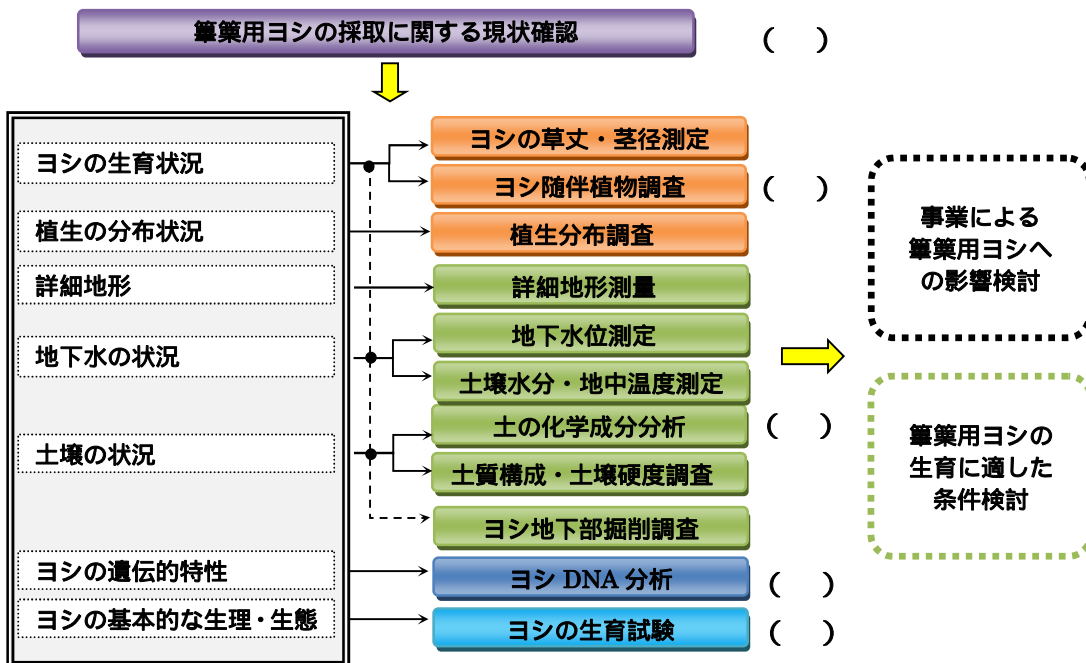 篳篥用ヨシの採取に関する現状確認
(　)
ヨシの生育状況
植生の分布状況
詳細地形
地下水の状況
土壌の状況
ヨシの遺伝的特性
ヨシの基本的な生理・生態
ヨシの草丈・茎径測定
ヨシ随伴植物調査
(　)
植生分布調査
詳細地形測量
地下水位測定
土壌水分・地中温度測定
土の化学成分分析
(　)
土質構成・土壌硬度調査
ヨシ地下部掘削調査
ヨシ DNA 分析
(　)
ヨシの生育試験
(　)
事業による
篳篥用ヨシへ
の影響検討
篳篥用ヨシの
生育に適した
条件検討